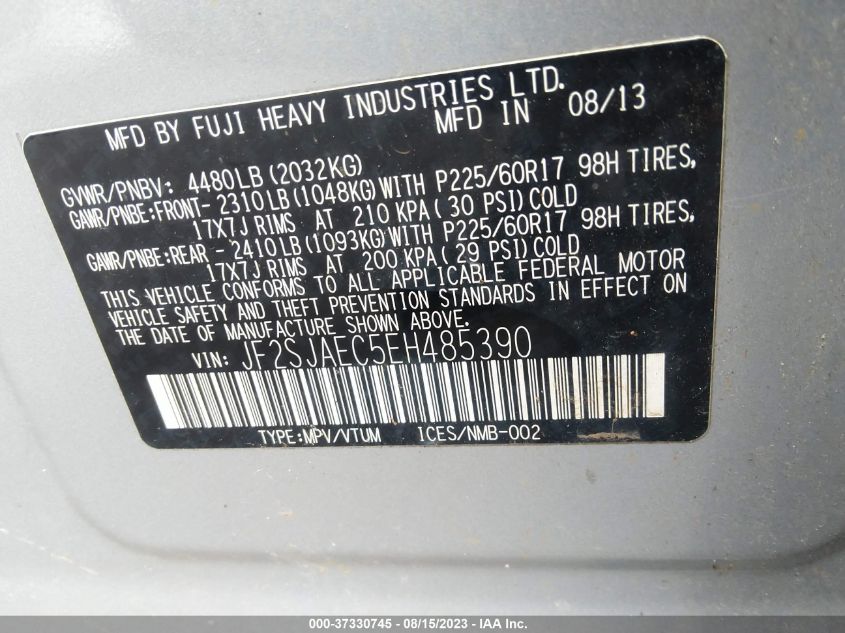 MFD BY FUJI HEAVY INDUSTRIES LTD.
MFD IN 08/13
GVWR/PNBV: 4480LB(2032KG)
GAWR/PNBE:FRONT-2310LB(1048KG)WITH P225/60R17 98H TIRES,
17X7J RIMS AT 210 KPA( 30 PSI)COLD
GAWR/PNBE:REAR -2410LB(1093KG)WITH P225/60R17 98H TIRES,
17X7J RIMS AT 200 KPA( 29 PSI)COLD
THIS VEHICLE CONFORMS TO ALL APPLICABLE FEDERAL MOTOR
VEHICLE SAFETY AND THEFT PREVENTION STANDARDS IN EFFECT ON
THE DATE OF MANUFACTURE SHOWN ABOVE.
VIN: JF2SJAEC5EH485390
TYPE:MPV/VTUM ICES/NMB-002
000-37330745 - 08/15/2023 - IAA Inc.